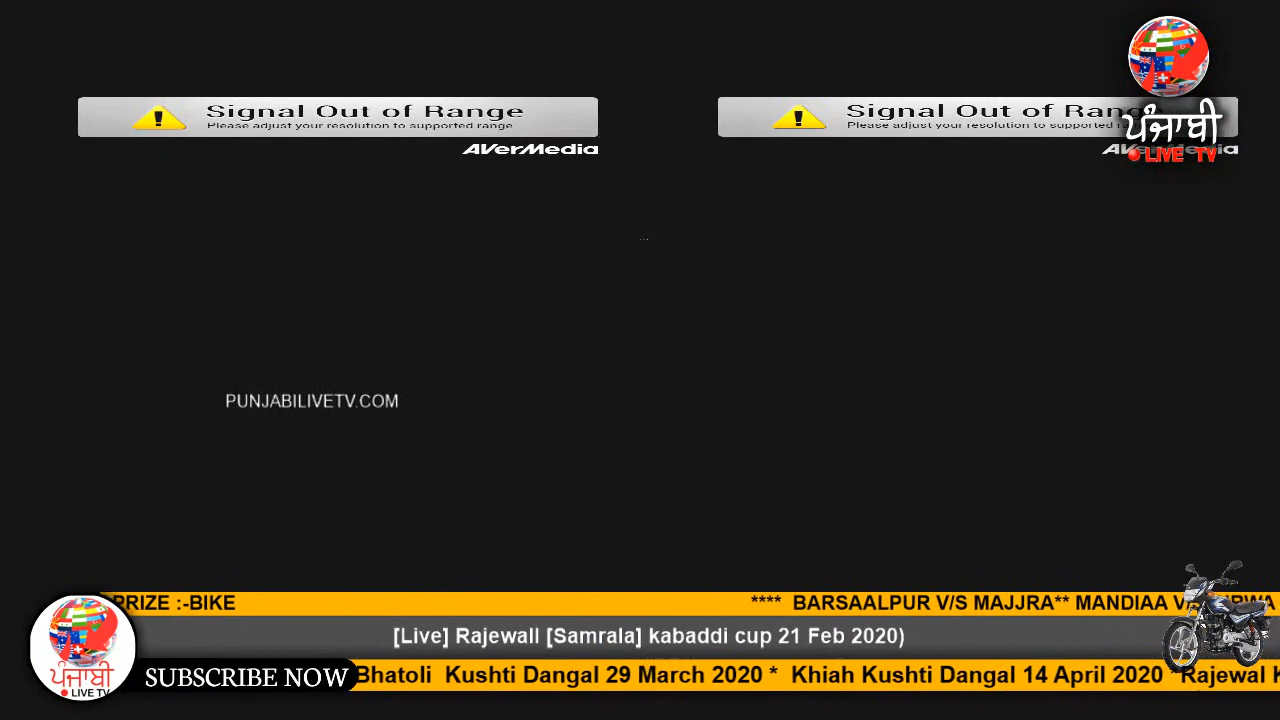 Signal Out of Range
Please adjust your resolution to supported range
AVerMedia
Signal Out of Range
Please adjust your resolution to supported
ਪੰਜਾਬੀ
LIVE TV
...
PUNJABILIVETV.COM
PRIZE :-BIKE
**** BARSAALPUR V/S MAJJRA** MANDIAA
[Live] Rajewall [Samrala] kabaddi cup 21 Feb 2020)
ਪੰਜਾਬੀ
LIVE TV
SUBSCRIBE NOW
Bhatoli Kushti Dangal 29 March 2020 * Khiah Kushti Dangal 14 April 2020 *Rajewal